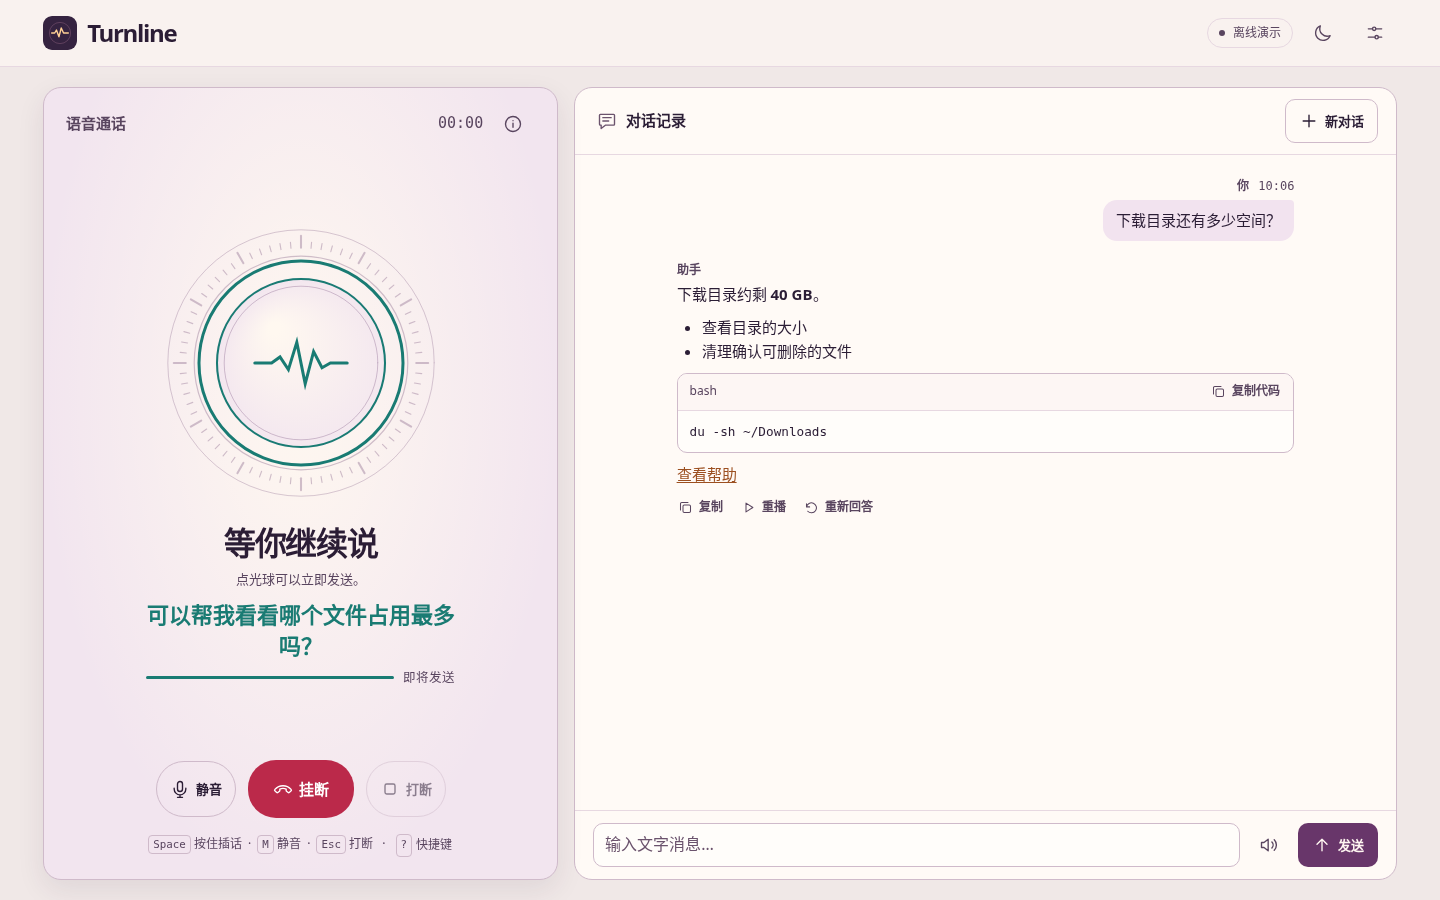 Turnline
离线演示
语音通话
00:00
等你继续说
点光球可以立即发送。
可以帮我看看哪个文件占用最多
吗？
即将发送
静音
挂断
打断
Space 按住插话 · M 静音 · Esc 打断 · ? 快捷键
对话记录
新对话
你 10:06
下载目录还有多少空间？
助手
下载目录约剩 40 GB。
查看目录的大小
清理确认可删除的文件
bash
复制代码
du -sh ~/Downloads
查看帮助
复制
重播
重新回答
输入文字消息...
发送